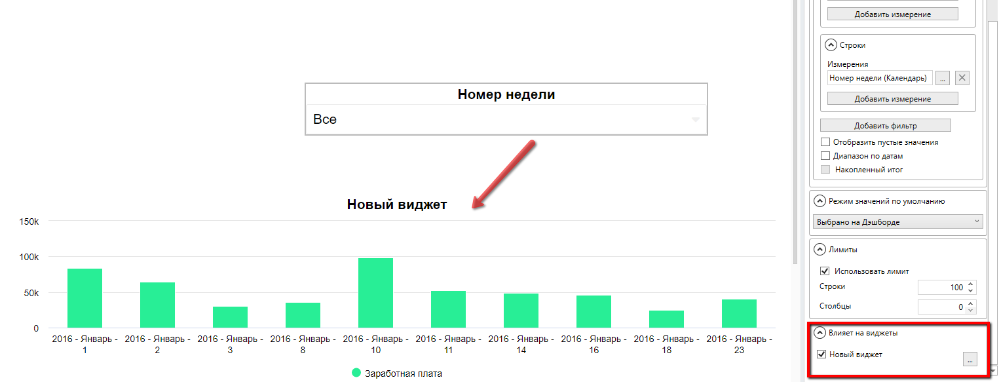 Номер недели
Все
Новый виджет
150k
100k
50k
0
2016 - Январь - 1
2016 - Январь - 2
2016 - Январь - 3
2016 - Январь - 8
2016 - Январь - 10
2016 - Январь - 11
2016 - Январь - 14
2016 - Январь - 16
2016 - Январь - 18
2016 - Январь - 23
Заработная плата
Добавить измерение
Строки
Измерения
Номер недели (Календарь)
...
Добавить измерение
Добавить фильтр
Отобразить пустые значения
Диапазон по датам
Накопленный итог
Режим значений по умолчанию
Выбрано на Дэшборде
Лимиты
Использовать лимит
Строки 100
Столбцы 0
Влияет на виджеты
Новый виджет
...